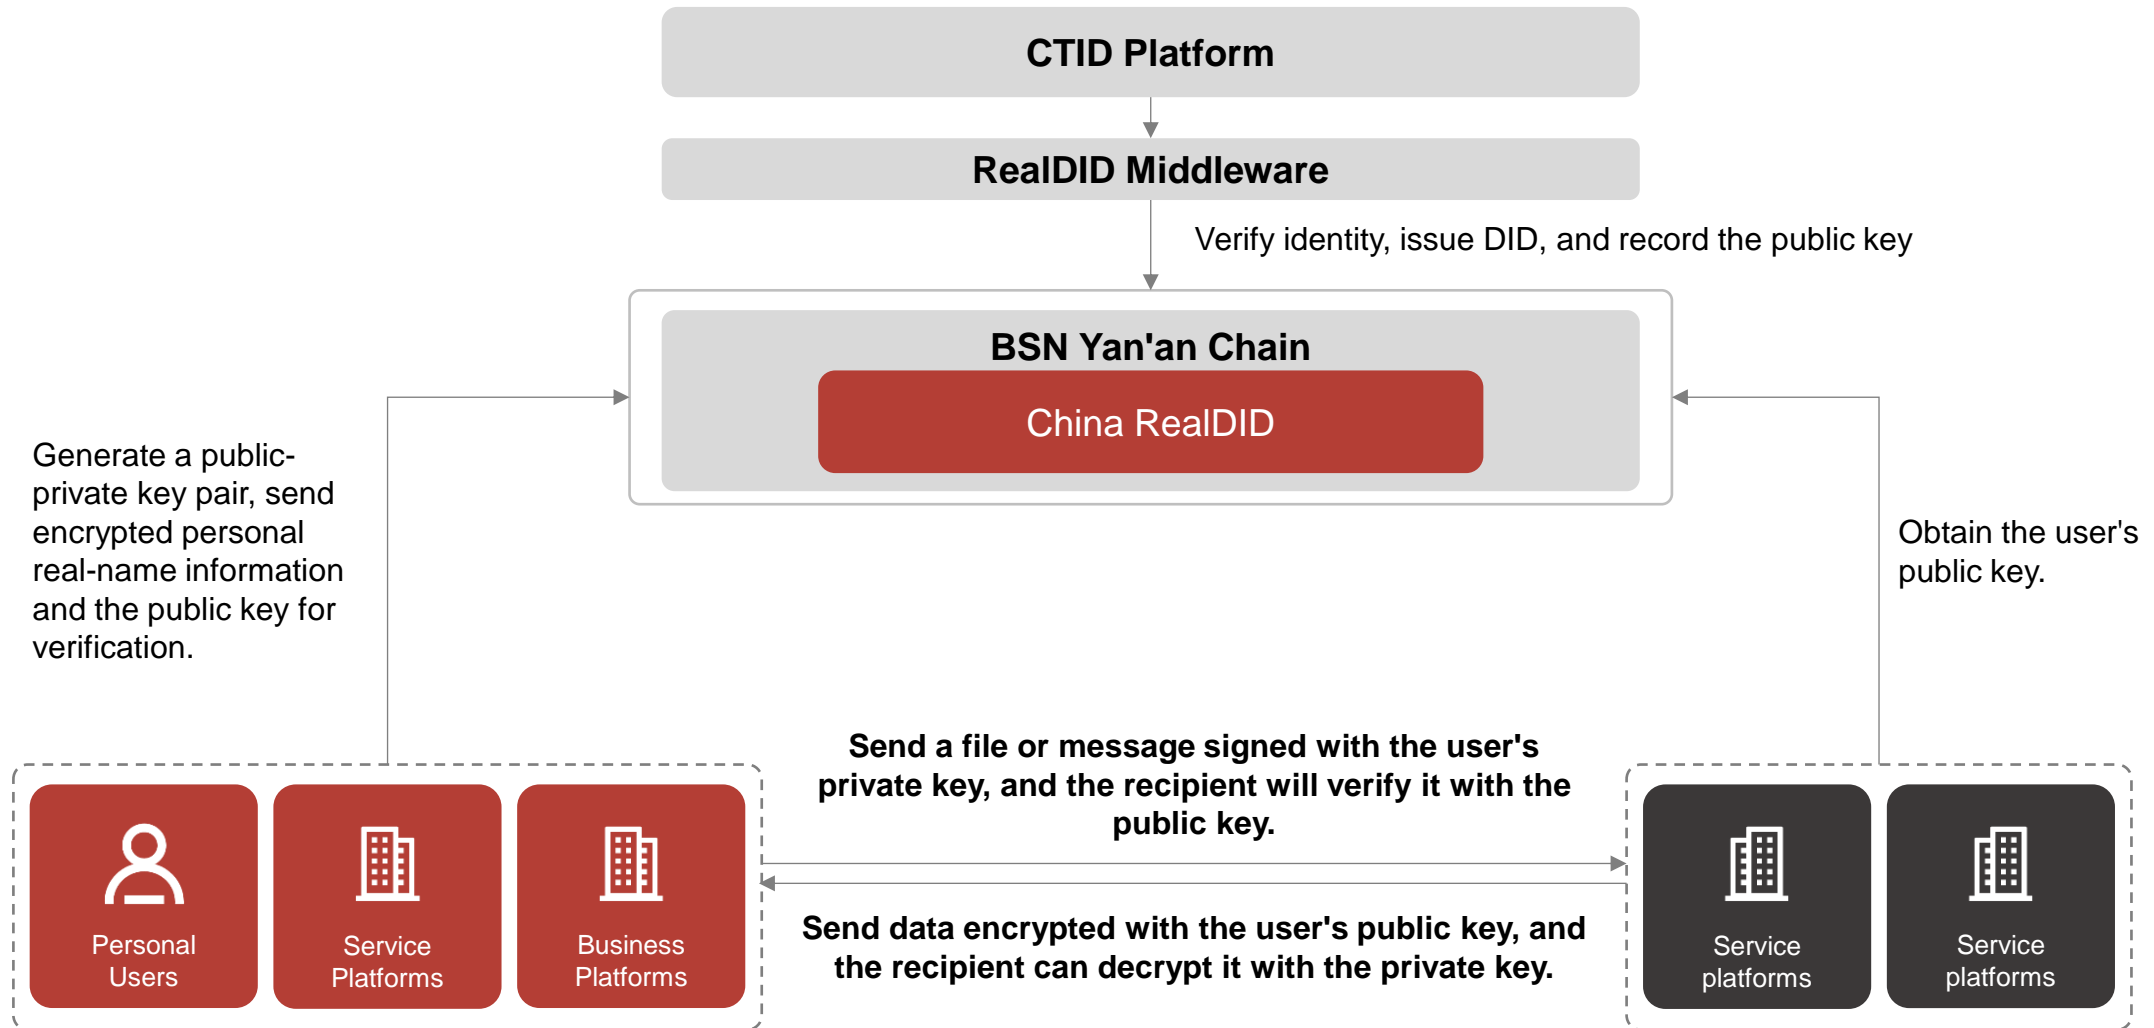 CTID Platform
RealDID Middleware
Verify identity, issue DID, and record the public key
BSN Yan'an Chain
China RealDID
Generate a public-
private key pair, send
encrypted personal
real-name information
and the public key for
verification.
Obtain the user's
public key.
Send a file or message signed with the user's
private key, and the recipient will verify it with the
public key.
Send data encrypted with the user's public key, and
the recipient can decrypt it with the private key.
Personal
Users
Service
Platforms
Business
Platforms
Service
platforms
Service
platforms